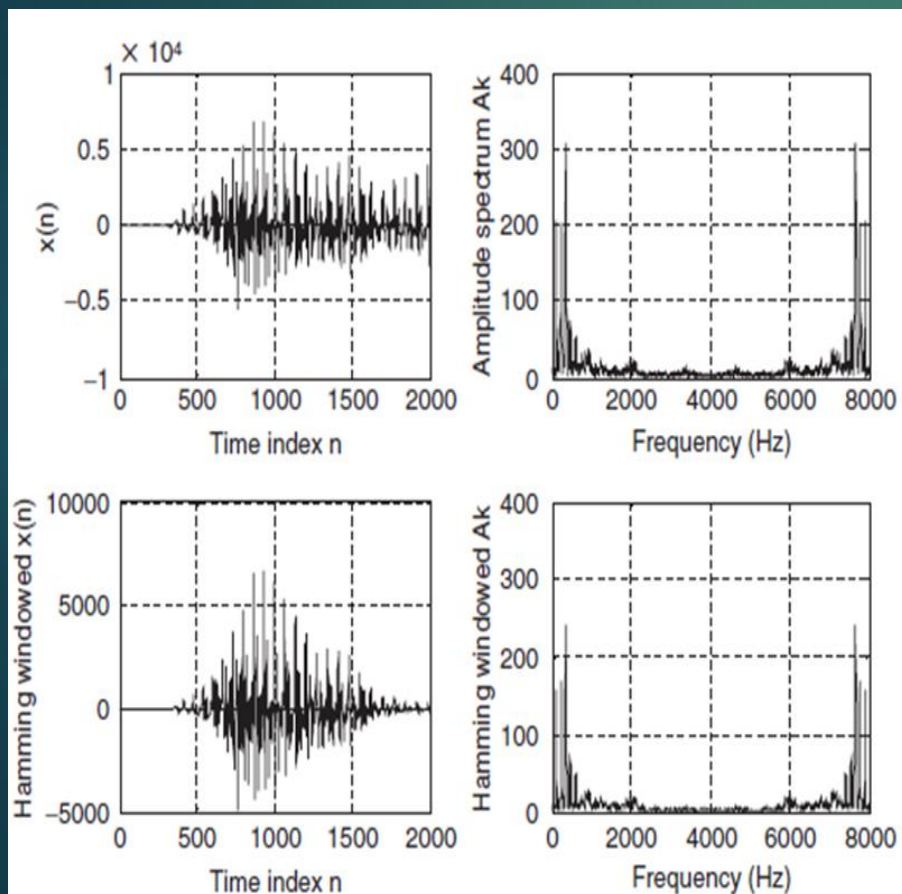 × 10⁴
1
0.5
0
−0.5
−1
x(n)
0 500 1000 1500 2000
Time index n
400
300
200
100
0
Amplitude spectrum Ak
0 2000 4000 6000 8000
Frequency (Hz)
10000
5000
0
−5000
Hamming windowed x(n)
0 500 1000 1500 2000
Time index n
400
300
200
100
0
Hamming windowed Ak
0 2000 4000 6000 8000
Frequency (Hz)